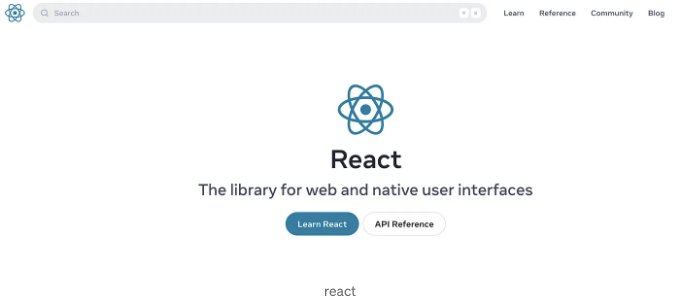 Search
Learn Reference Community Blog
React
The library for web and native user interfaces
Learn React API Reference
react